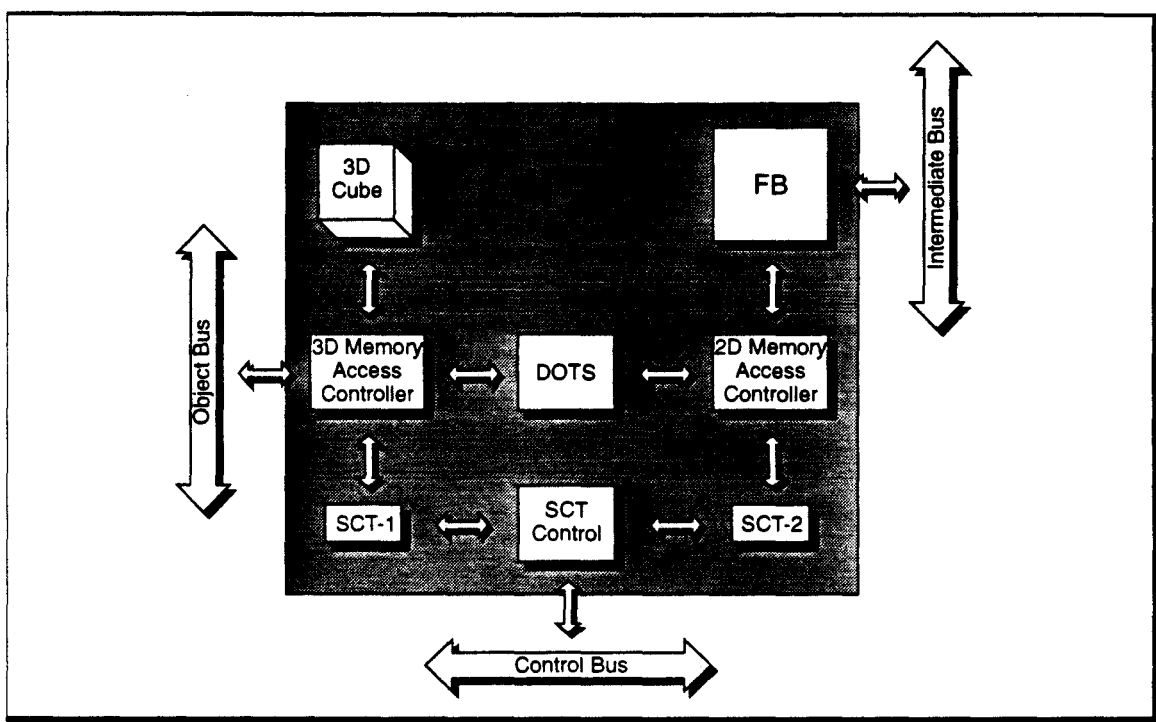 3D
Cube
FB
Intermediate Bus
Object Bus
3D Memory
Access
Controller
DOTS
2D Memory
Access
Controller
SCT-1
SCT
Control
SCT-2
Control Bus